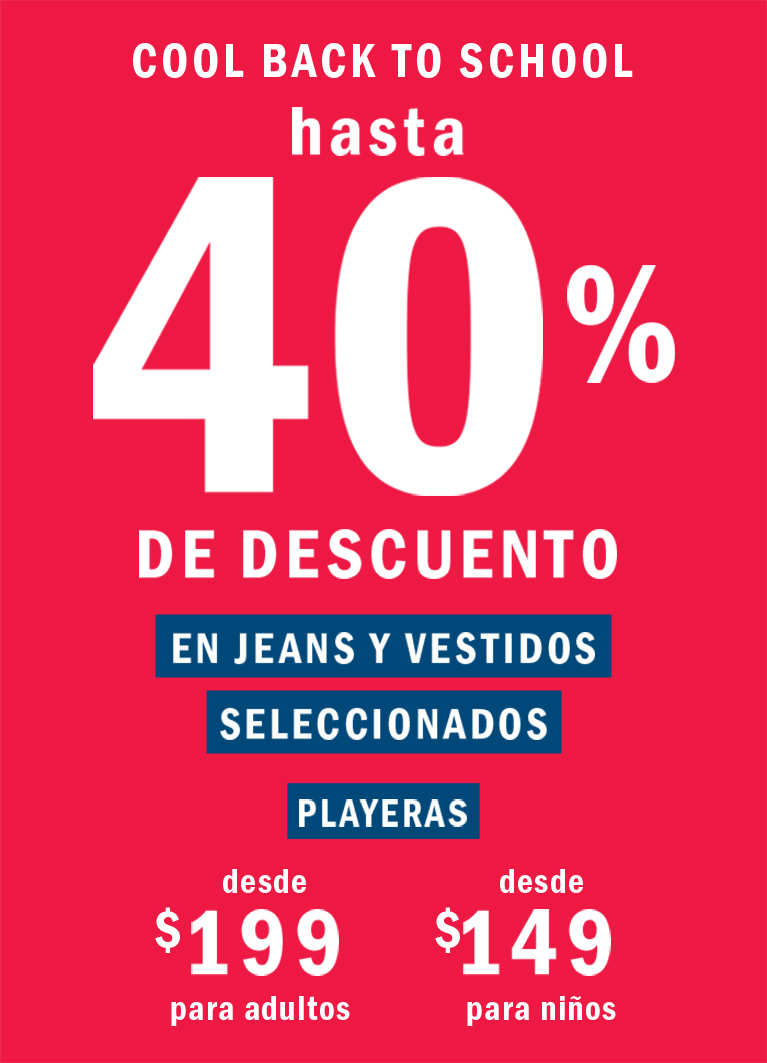 COOL BACK TO SCHOOL
hasta
40%
DE DESCUENTO
EN JEANS Y VESTIDOS
SELECCIONADOS
PLAYERAS
desde desde
$199 $149
para adultos para niños